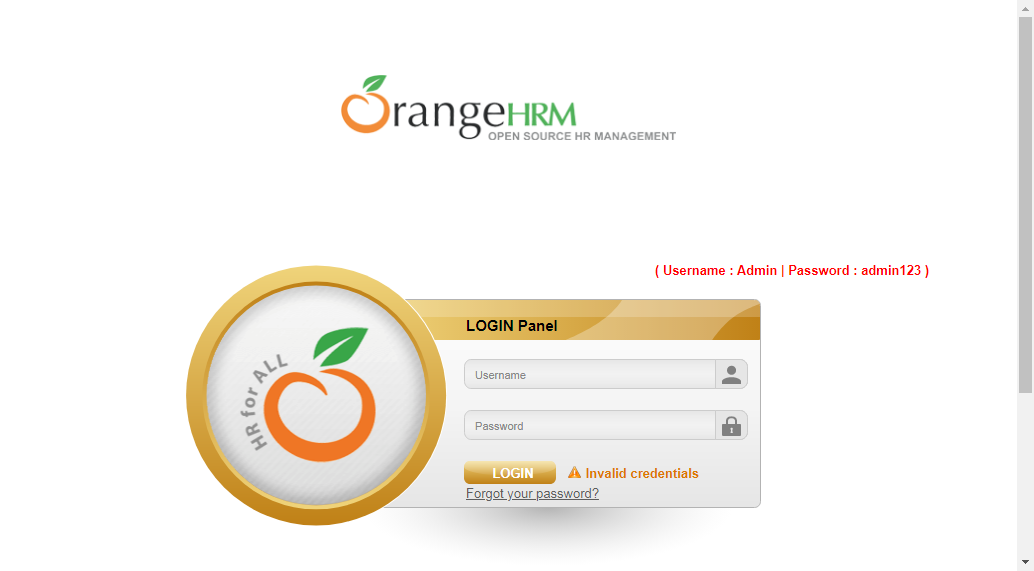 OrangeHRM
OPEN SOURCE HR MANAGEMENT
( Username : Admin | Password : admin123 )
LOGIN Panel
HR for ALL
Username
Password
LOGIN
Invalid credentials
Forgot your password?